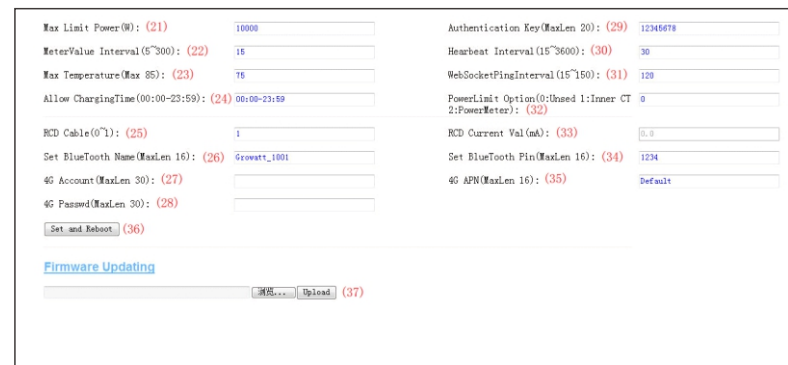 Max Limit Power(W): (21) 10000 Authentication Key(MaxLen 20): (29) 12345678
MeterValue Interval(5~300): (22) 15 Hearbeat Interval(15~3600): (30) 30
Max Temperature(Max 85): (23) 75 WebSocketPingInterval(15~150): (31) 120
Allow ChargingTime(00:00-23:59): (24) 00:00-23:59 PowerLimit Option(0:Unsed 1:Inner CT 0
2:PowerMeter): (32)
RCD Cable(0~1): (25) 1 RCD Current Val(mA): (33) 0.0
Set BlueTooth Name(MaxLen 16): (26) Growatt_1001 Set BlueTooth Pin(MaxLen 16): (34) 1234
4G Account(MaxLen 30): (27) 4G APN(MaxLen 16): (35) Default
4G Passwd(MaxLen 30): (28)
Set and Reboot (36)
Firmware Updating
浏览... Upload (37)